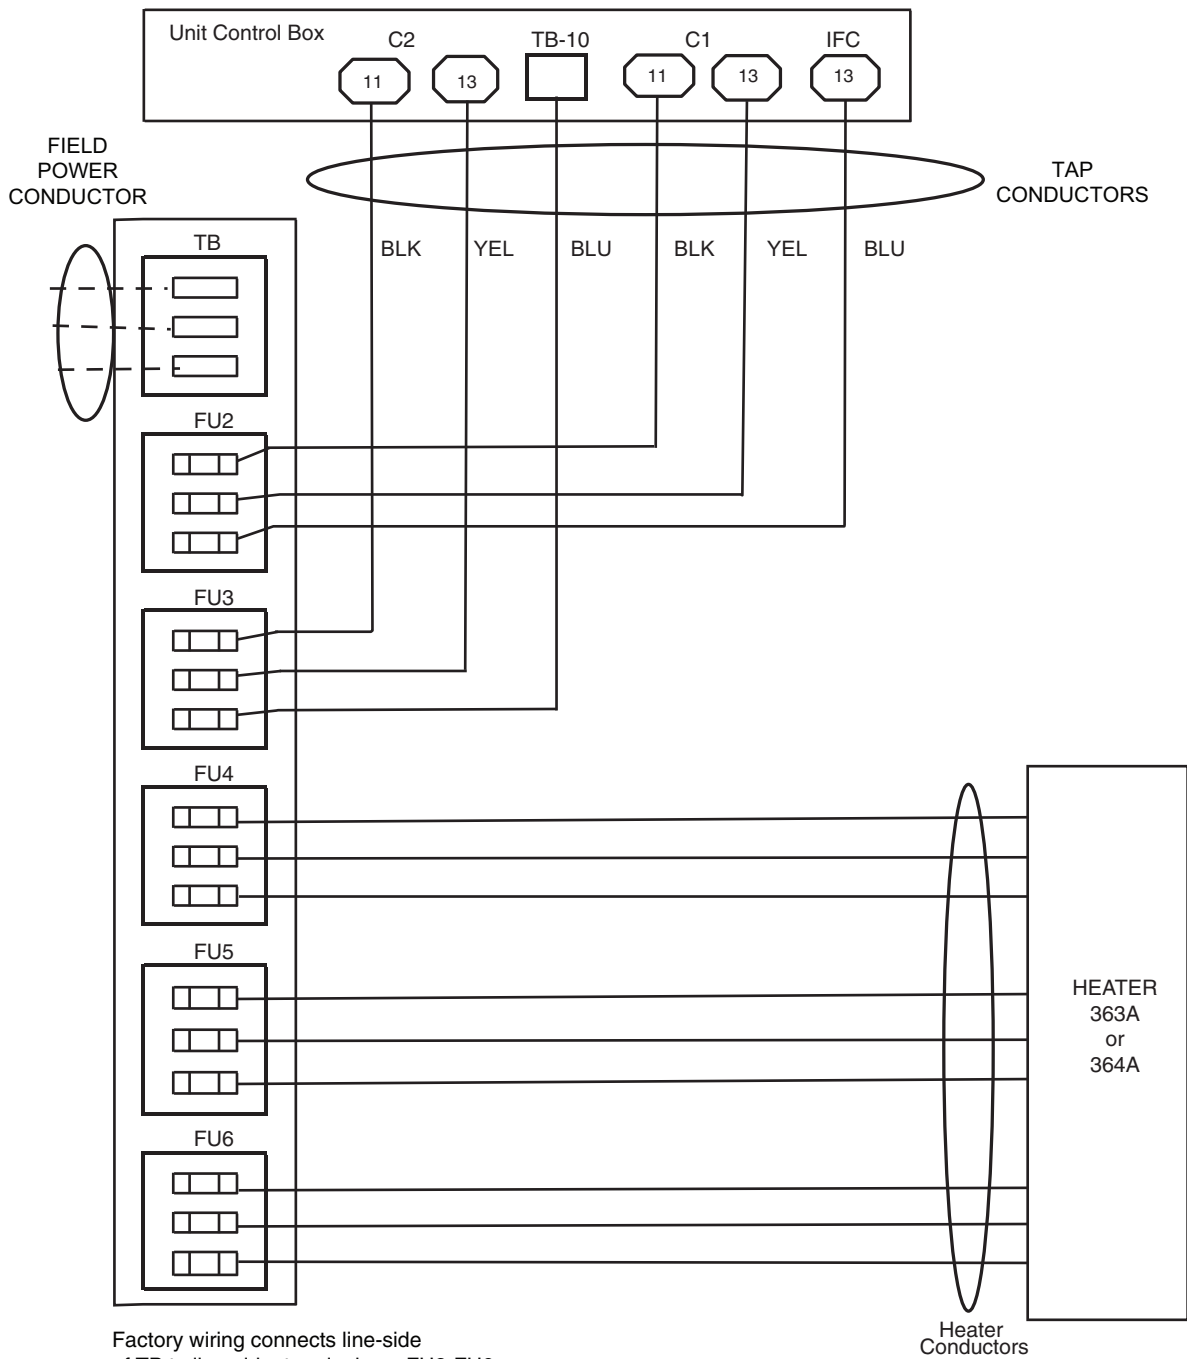 Unit Control Box
C2
TB-10
C1
IFC
11
13
11
13
13
FIELD
POWER
CONDUCTOR
TAP
CONDUCTORS
BLK
YEL
BLU
BLK
YEL
BLU
TB
FU2
FU3
FU4
FU5
FU6
HEATER
363A
or
364A
Heater
Conductors
Factory wiring connects line-side